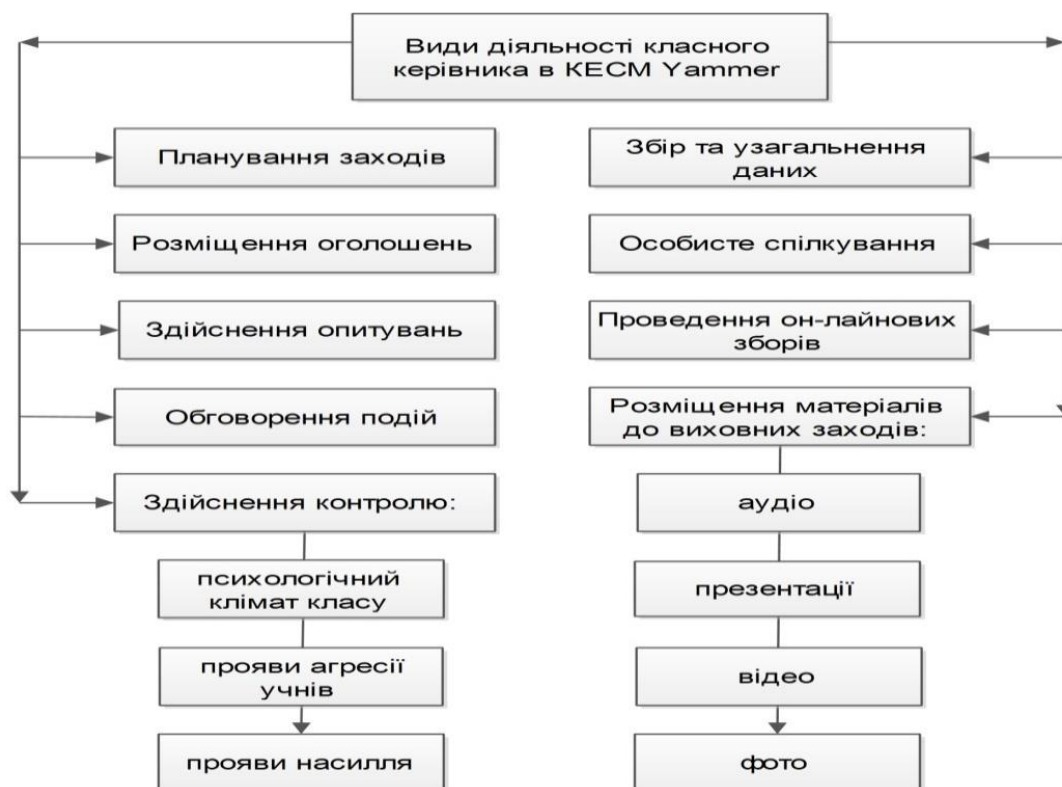 Види діяльності класного
керівника в КЕСМ Yammer
Планування заходів
Розміщення оголошень
Здійснення опитувань
Обговорення подій
Здійснення контролю:
психологічний
клімат класу
прояви агресії
учнів
прояви насилля
Збір та узагальнення
даних
Особисте спілкування
Проведення он-лайнових
зборів
Розміщення матеріалів
до виховних заходів:
аудіо
презентації
відео
фото